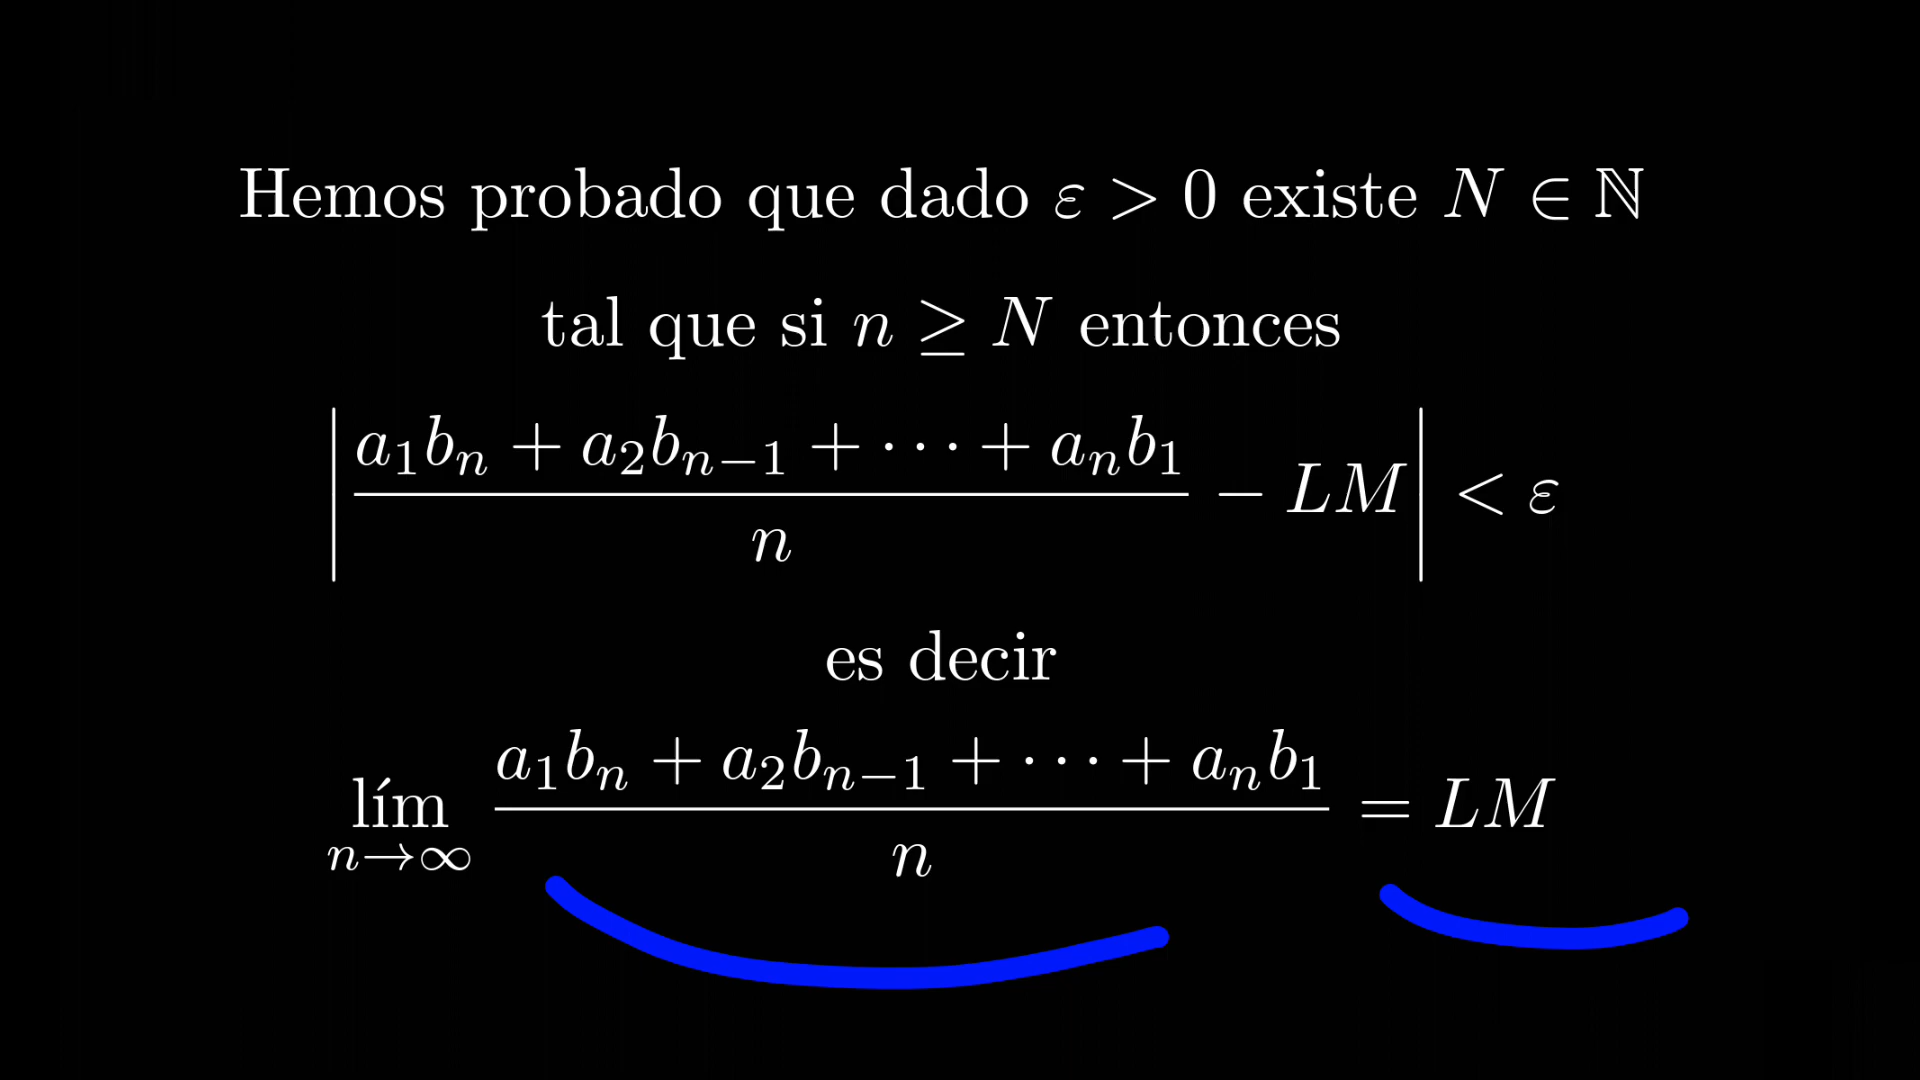 Hemos probado que dado ε > 0 existe N ∈ ℕ
tal que si n ≥ N entonces
| (a₁bₙ + a₂bₙ₋₁ + ⋯ + aₙb₁) / n − LM | < ε
es decir
lím_{n→∞} (a₁bₙ + a₂bₙ₋₁ + ⋯ + aₙb₁) / n = LM